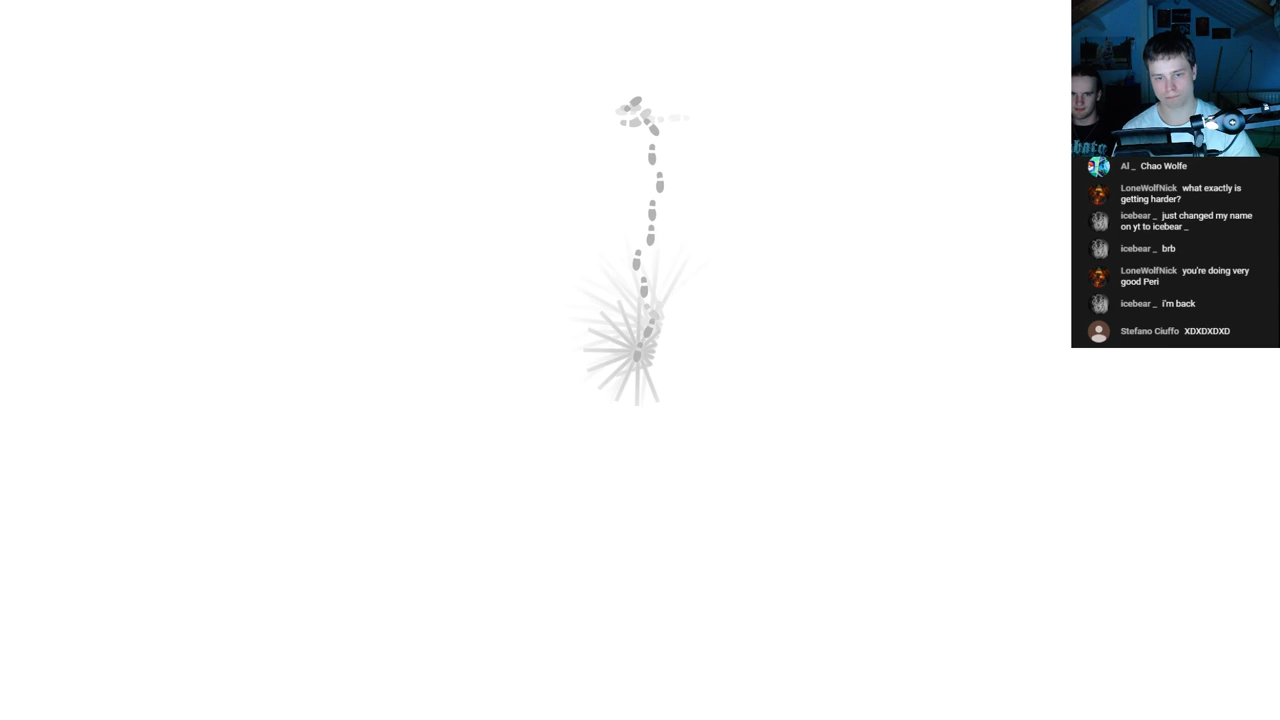 Al _ Chao Wolfe
LoneWolfNick what exactly is
getting harder?
icebear _ just changed my name
on yt to icebear _
icebear _ brb
LoneWolfNick you're doing very
good Peri
icebear _ i'm back
Stefano Ciuffo XDXDXDXD